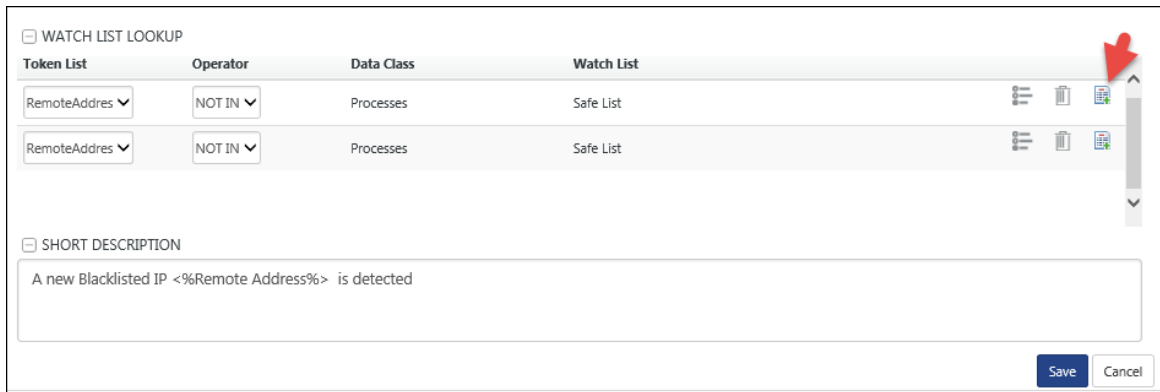 WATCH LIST LOOKUP
Token List Operator Data Class Watch List
RemoteAddres NOT IN Processes Safe List
RemoteAddres NOT IN Processes Safe List
SHORT DESCRIPTION
A new Blacklisted IP <%Remote Address%> is detected
Save Cancel